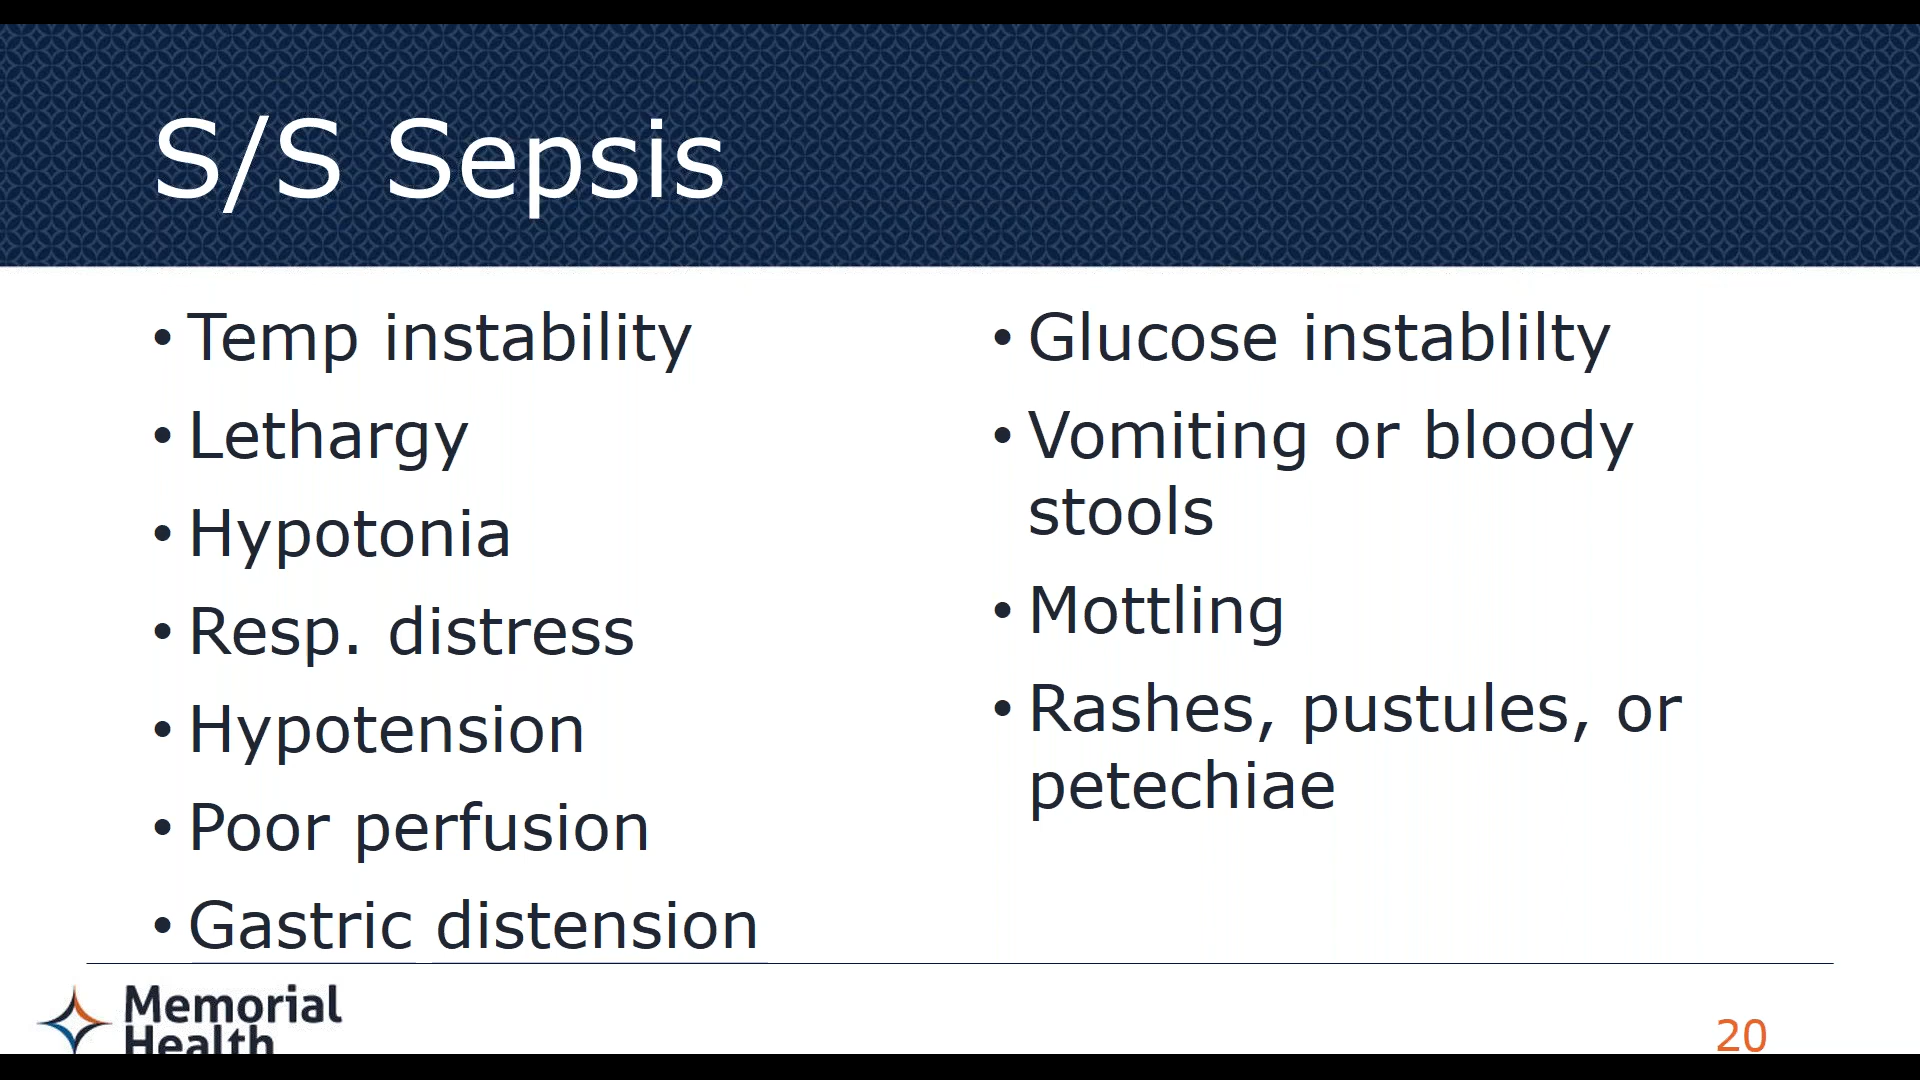 S/S Sepsis
• Temp instability
• Lethargy
• Hypotonia
• Resp. distress
• Hypotension
• Poor perfusion
• Gastric distension
• Glucose instablilty
• Vomiting or bloody
stools
• Mottling
• Rashes, pustules, or
petechiae
Memorial
Health
20